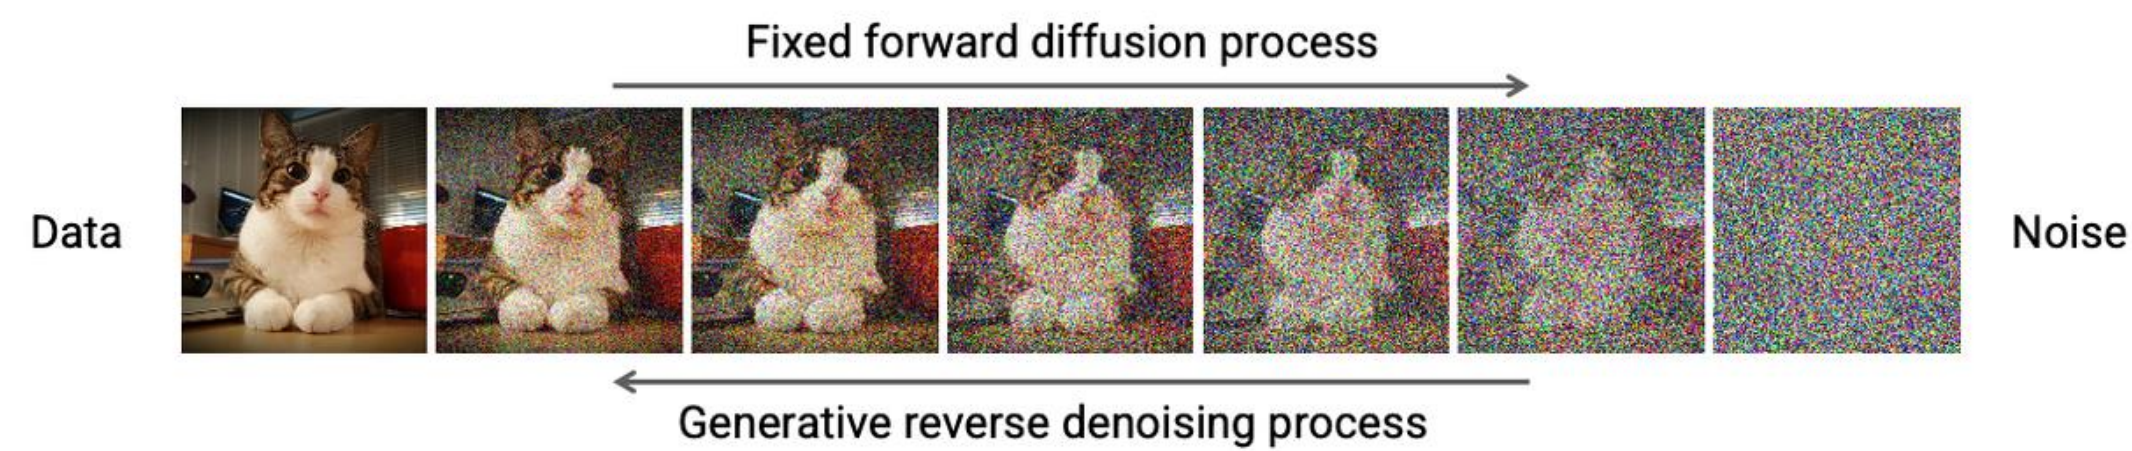 Fixed forward diffusion process
Data
Noise
Generative reverse denoising process